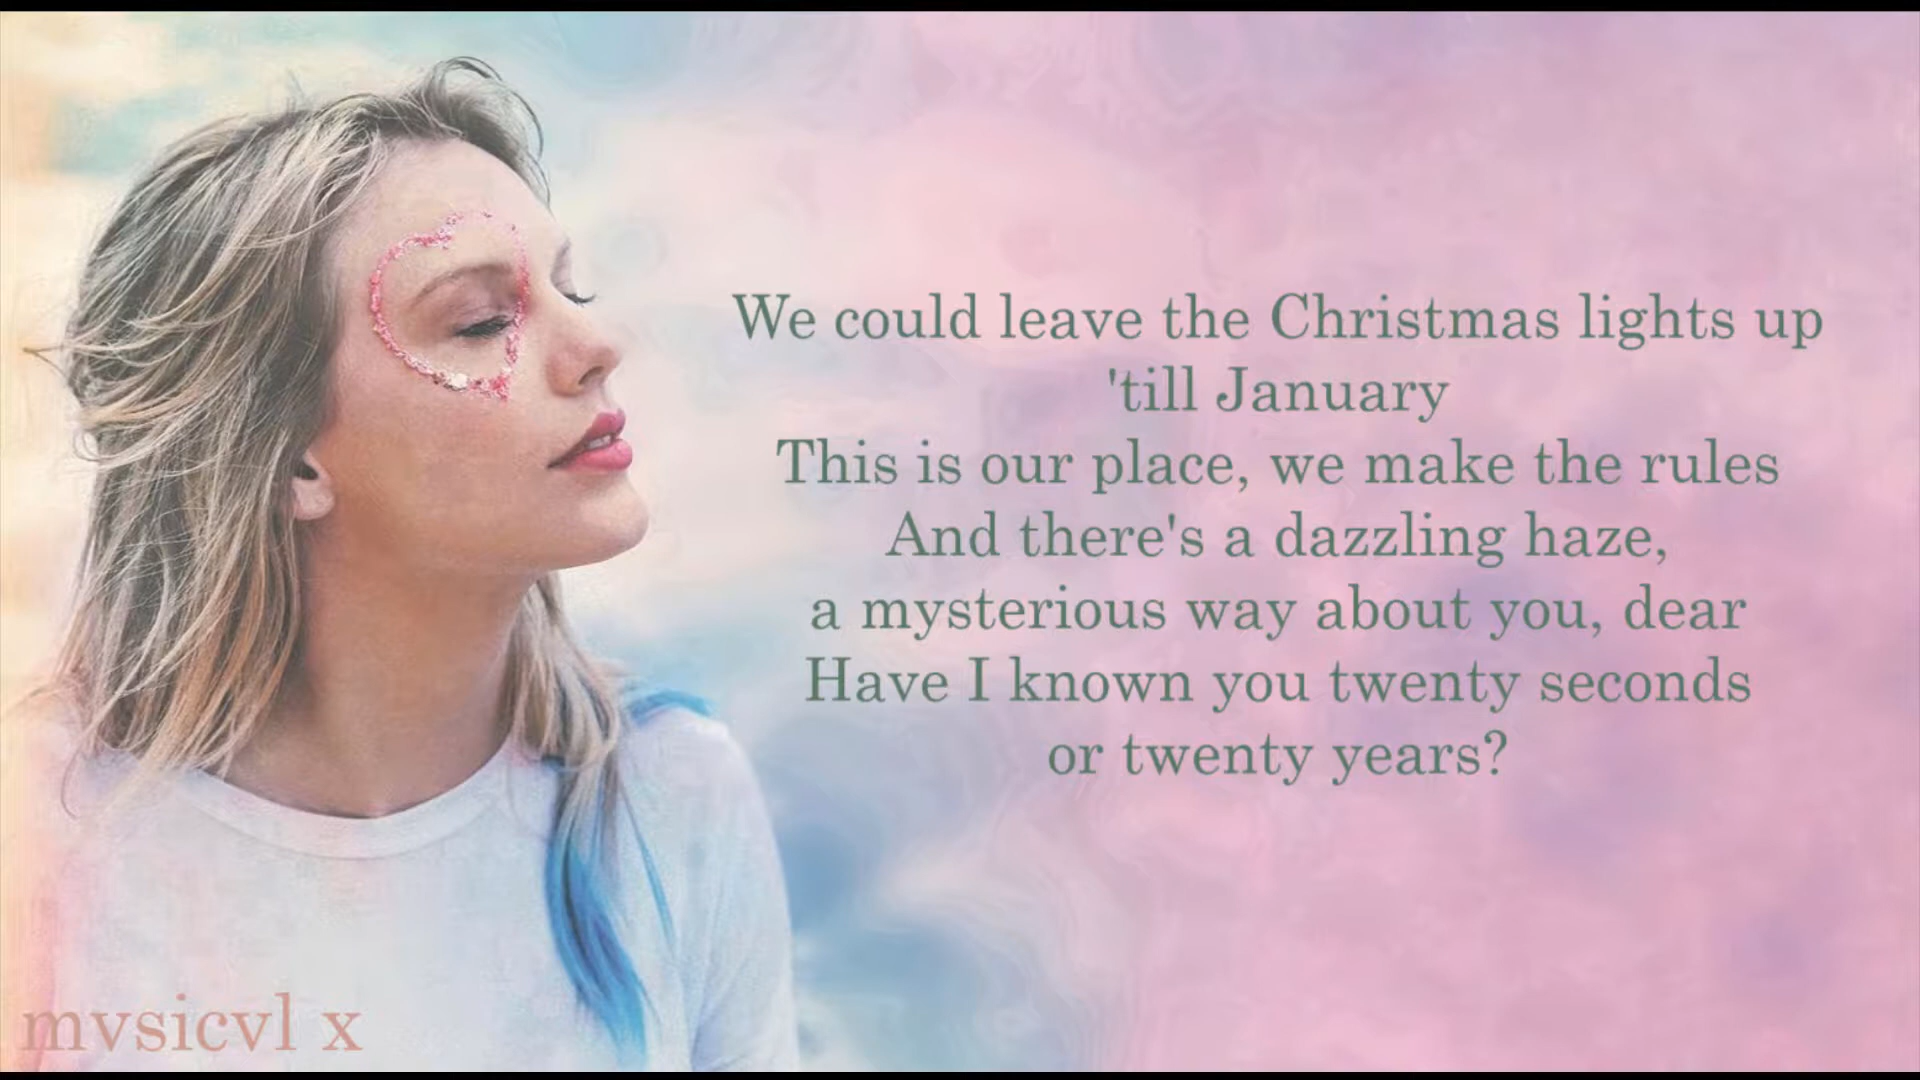 We could leave the Christmas lights up
'till January
This is our place, we make the rules
And there's a dazzling haze,
a mysterious way about you, dear
Have I known you twenty seconds
or twenty years?
mvsicvl x